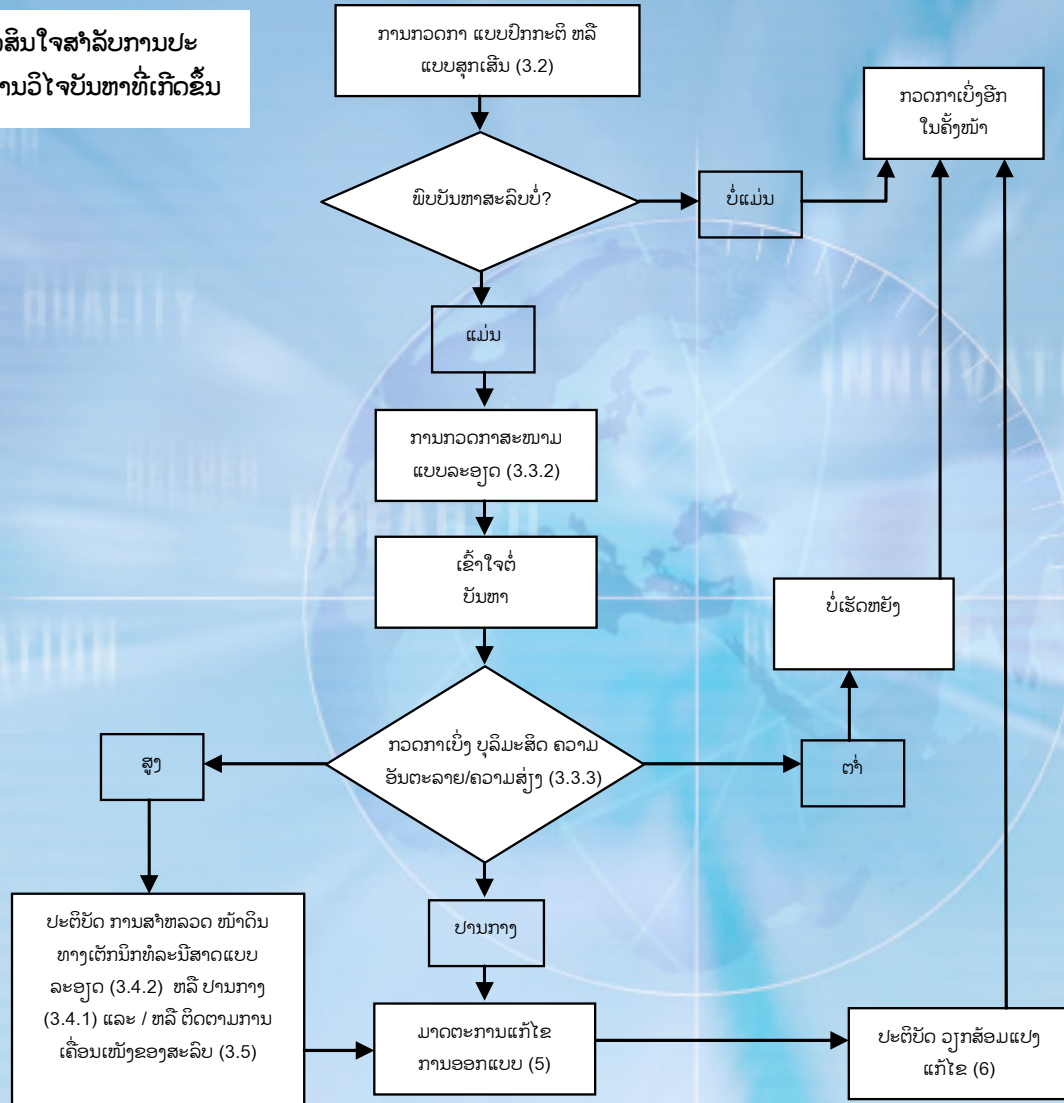 ສິນໃຈສຳລັບການປະ
ານວິໄຈບັນຫາທີ່ເກີດຂຶ້ນ
ການກວດກາ ແບບປົກກະຕິ ຫລື
ແບບສຸກເສີນ (3.2)
ກວດກາເບິ່ງອີກ
ໃນຄັ້ງໜ້າ
ພົບບັນຫາສະລົບບໍ່?
ບໍ່ແມ່ນ
ແມ່ນ
ການກວດກາສະໜາມ
ແບບລະອຽດ (3.3.2)
ເຂົ້າໃຈຕໍ່
ບັນຫາ
ບໍ່ເຮັດຫຍັງ
ກວດກາເບິ່ງ ບຸລິມະສິດ ຄວາມ
ອັນຕະລາຍ/ຄວາມສ່ຽງ (3.3.3)
ສູງ
ຕ່ຳ
ປານກາງ
ປະຕິບັດ ການສຳຫລວດ ໜ້າດິນ
ທາງເຕັກນິກທໍລະນີສາດແບບ
ລະອຽດ (3.4.2) ຫລື ປານກາງ
(3.4.1) ແລະ / ຫລື ຕິດຕາມການ
ເຄື່ອນເໜັງຂອງສະລົບ (3.5)
ມາດຕະການແກ້ໄຂ
ການອອກແບບ (5)
ປະຕິບັດ ວຽກສ້ອມແປງ
ແກ້ໄຂ (6)
QUALITY
DELIVER